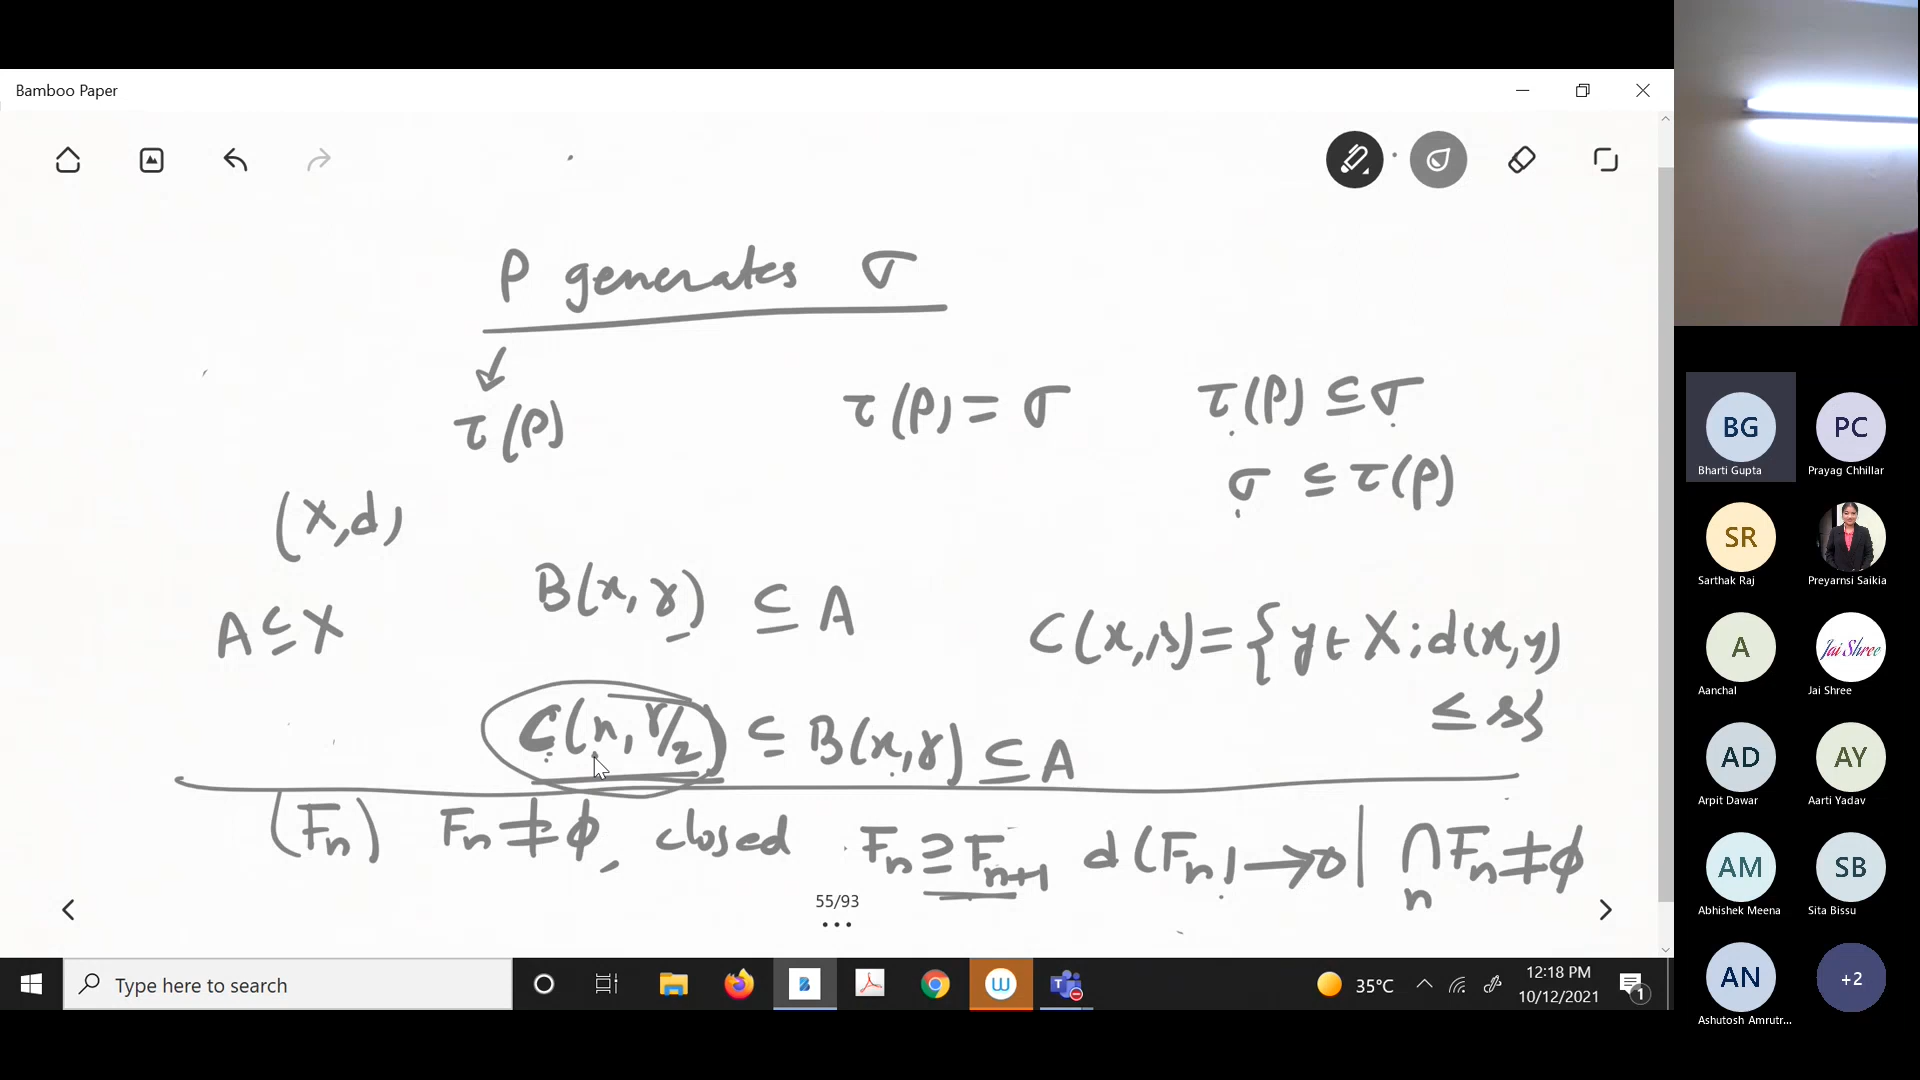 Bamboo Paper
P generates σ
τ(P)
τ(P) = σ
τ(P) ⊆ σ
σ ⊆ τ(P)
(X,d)
A ⊆ X
B(x, r) ⊆ A
C(x,s) = { y ∈ X ; d(x,y) ≤ s}
C(x, r/2) ⊆ B(x,r) ⊆ A
(Fn) Fn ≠ φ, closed Fn ⊇ Fn+1 d(Fn) → 0 | ∩n Fn ≠ φ
55/93
BG
Bharti Gupta
PC
Prayag Chhillar
SR
Sarthak Raj
Preyarnsi Saikia
A
Aanchal
Jai Shree
Jai Shree
AD
Arpit Dawar
AY
Aarti Yadav
AM
Abhishek Meena
SB
Sita Bissu
AN
Ashutosh Amrutr...
+2
Type here to search
35°C
12:18 PM
10/12/2021
1